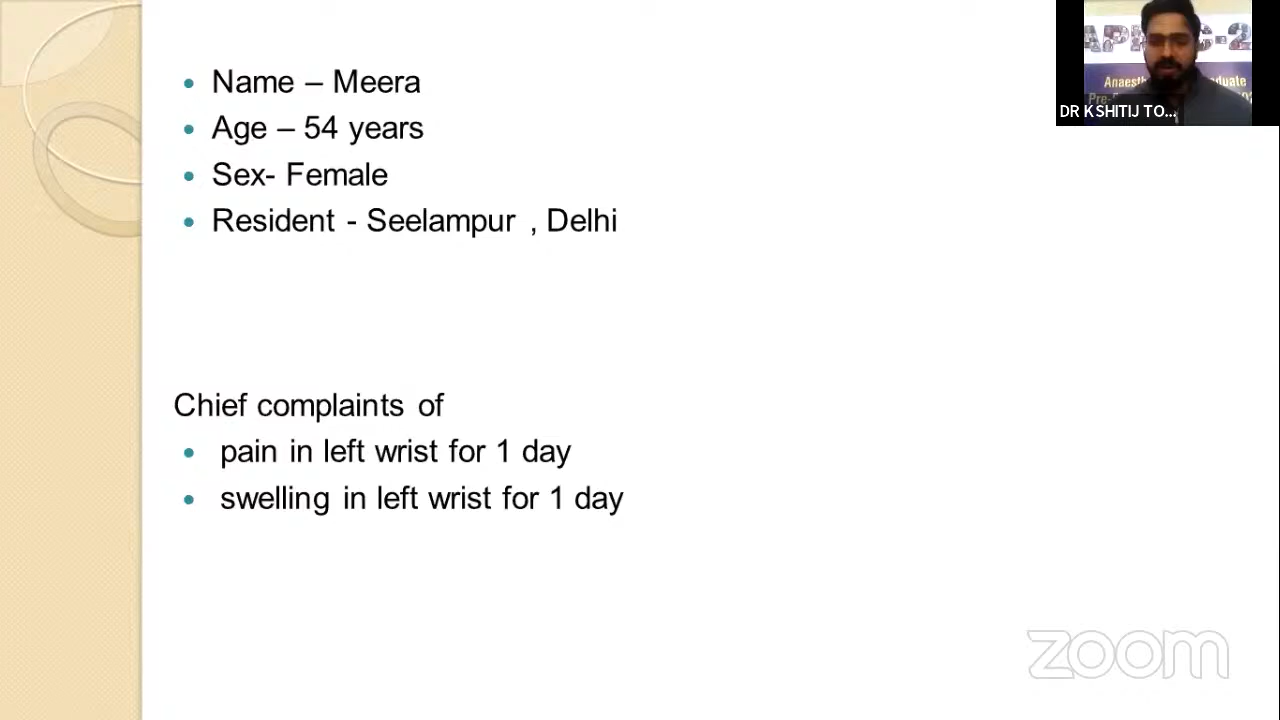 Name – Meera
Age – 54 years
Sex- Female
Resident - Seelampur , Delhi
Chief complaints of
pain in left wrist for 1 day
swelling in left wrist for 1 day
DR KSHITIJ TO...
zoom